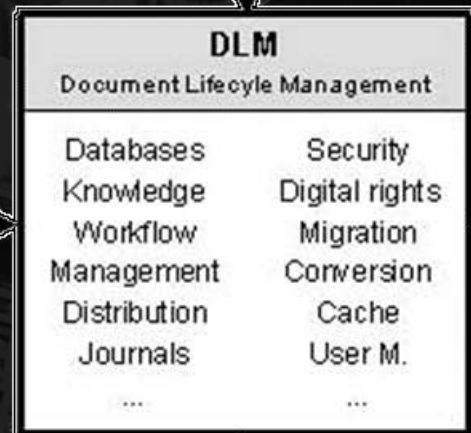 DLM
Document Lifecyle Management
Databases
Knowledge
Workflow
Management
Distribution
Journals
...
Security
Digital rights
Migration
Conversion
Cache
User M.
...